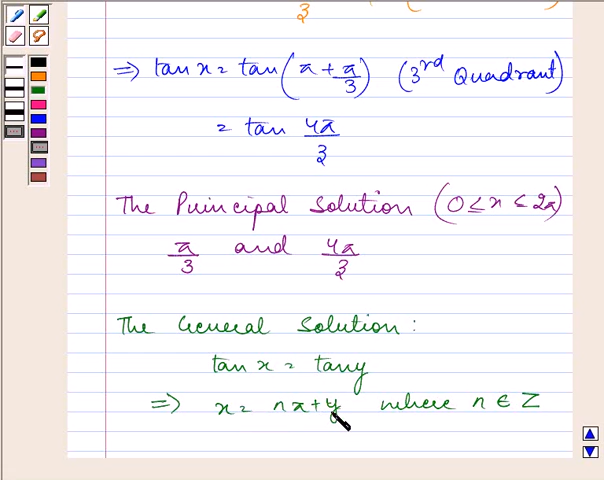 3
⇒ tan x = tan (π + π/3) (3rd Quadrant)
= tan 4π/3
The Principal Solution (0 ≤ x ≤ 2π)
π/3 and 4π/3
The General Solution :
tan x = tan y
⇒ x = nπ + y where n ∈ Z